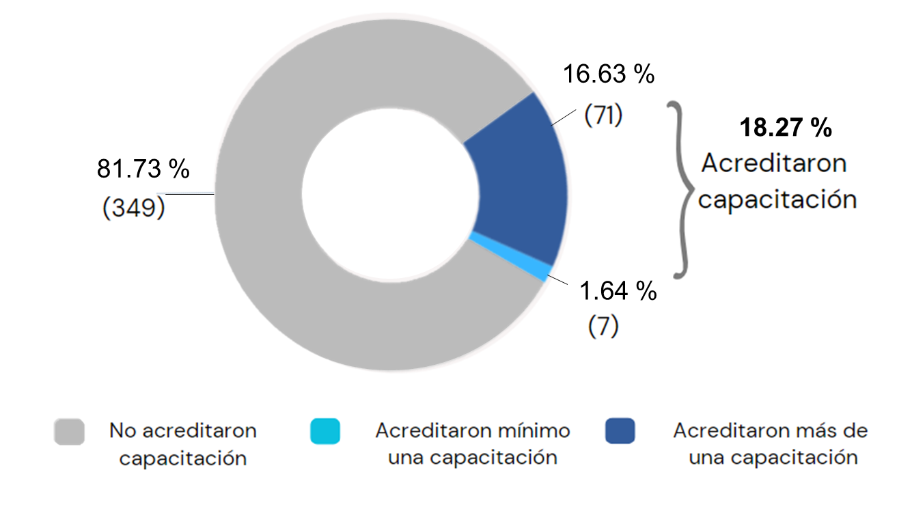 16.63 %
(71)
18.27 %
Acreditaron
capacitación
81.73 %
(349)
1.64 %
(7)
No acreditaron
capacitación
Acreditaron mínimo
una capacitación
Acreditaron más de
una capacitación